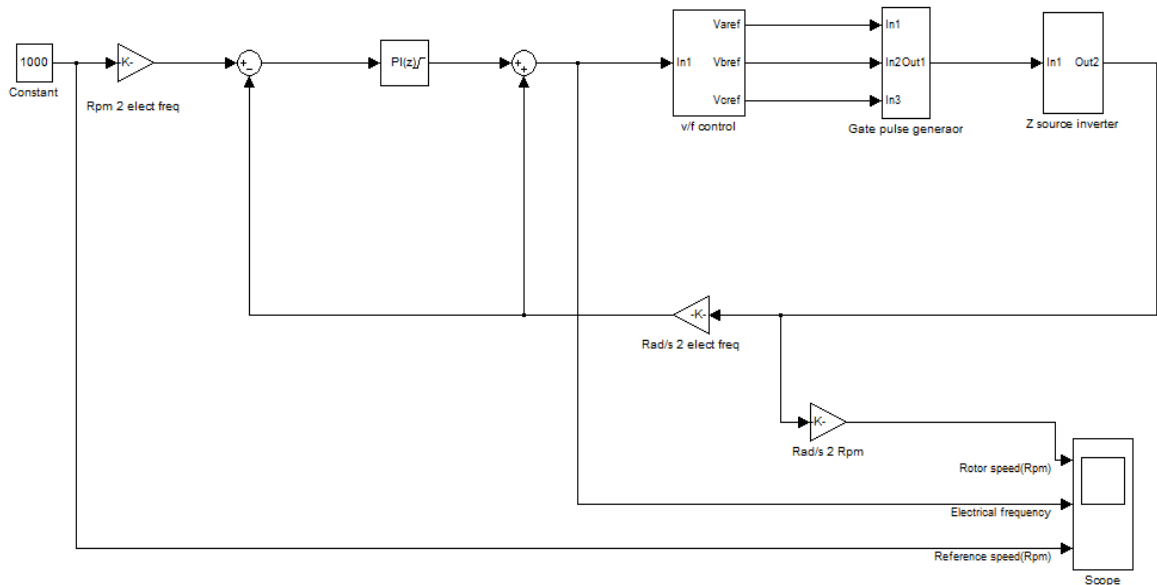 Varef
In1
1000
-K-
PI(z)
In1
Vbref
In2
Out1
In1
Out2
Constant
Rpm 2 elect freq
Vcref
In3
v/f control
Gate pulse generaor
Z source inverter
-K-
Rad/s 2 elect freq
-K-
Rad/s 2 Rpm
Rotor speed(Rpm)
Electrical frequency
Reference speed(Rpm)
Scope